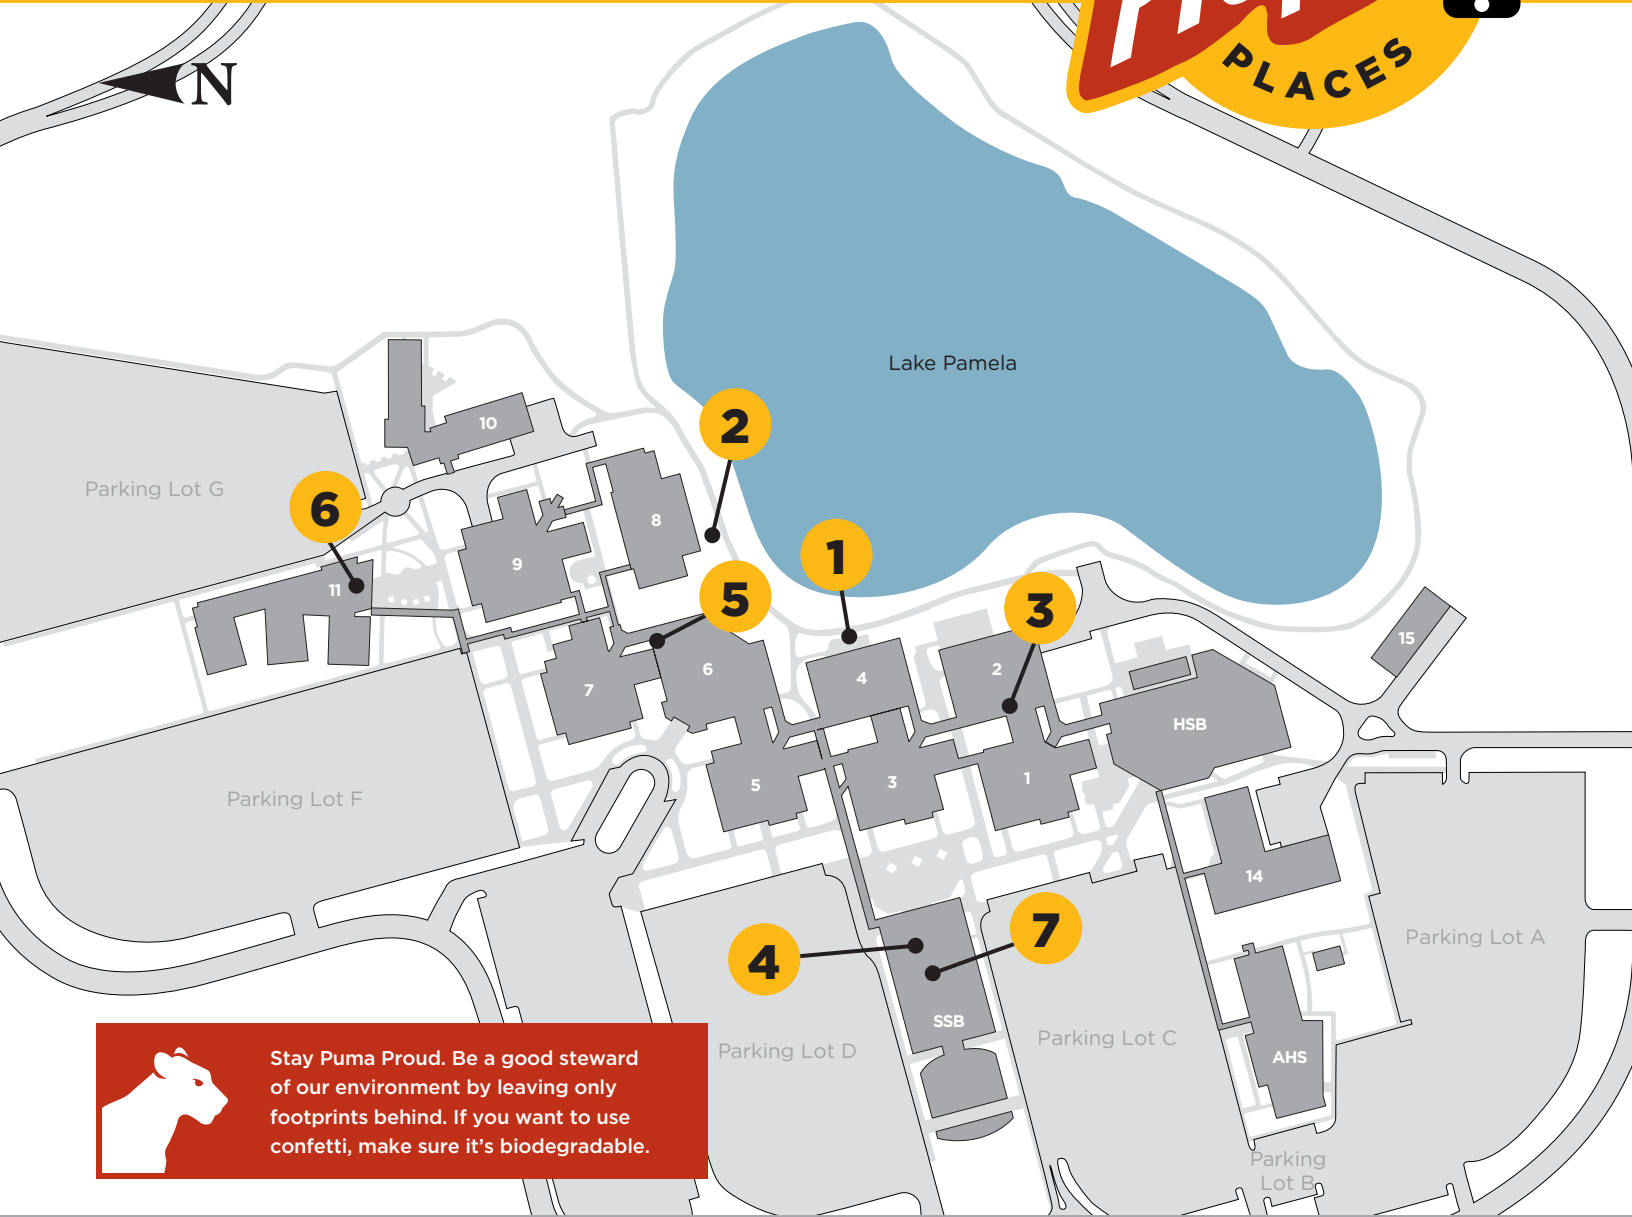 PLACES
N
Lake Pamela
2
10
Parking Lot G
6
8
1
9
11
5
3
15
6
4
2
7
HSB
5
3
1
Parking Lot F
14
7
4
Parking Lot A
SSB
Parking Lot C
Parking Lot D
AHS
Stay Puma Proud. Be a good steward
of our environment by leaving only
footprints behind. If you want to use
confetti, make sure it’s biodegradable.
Parking
Lot B